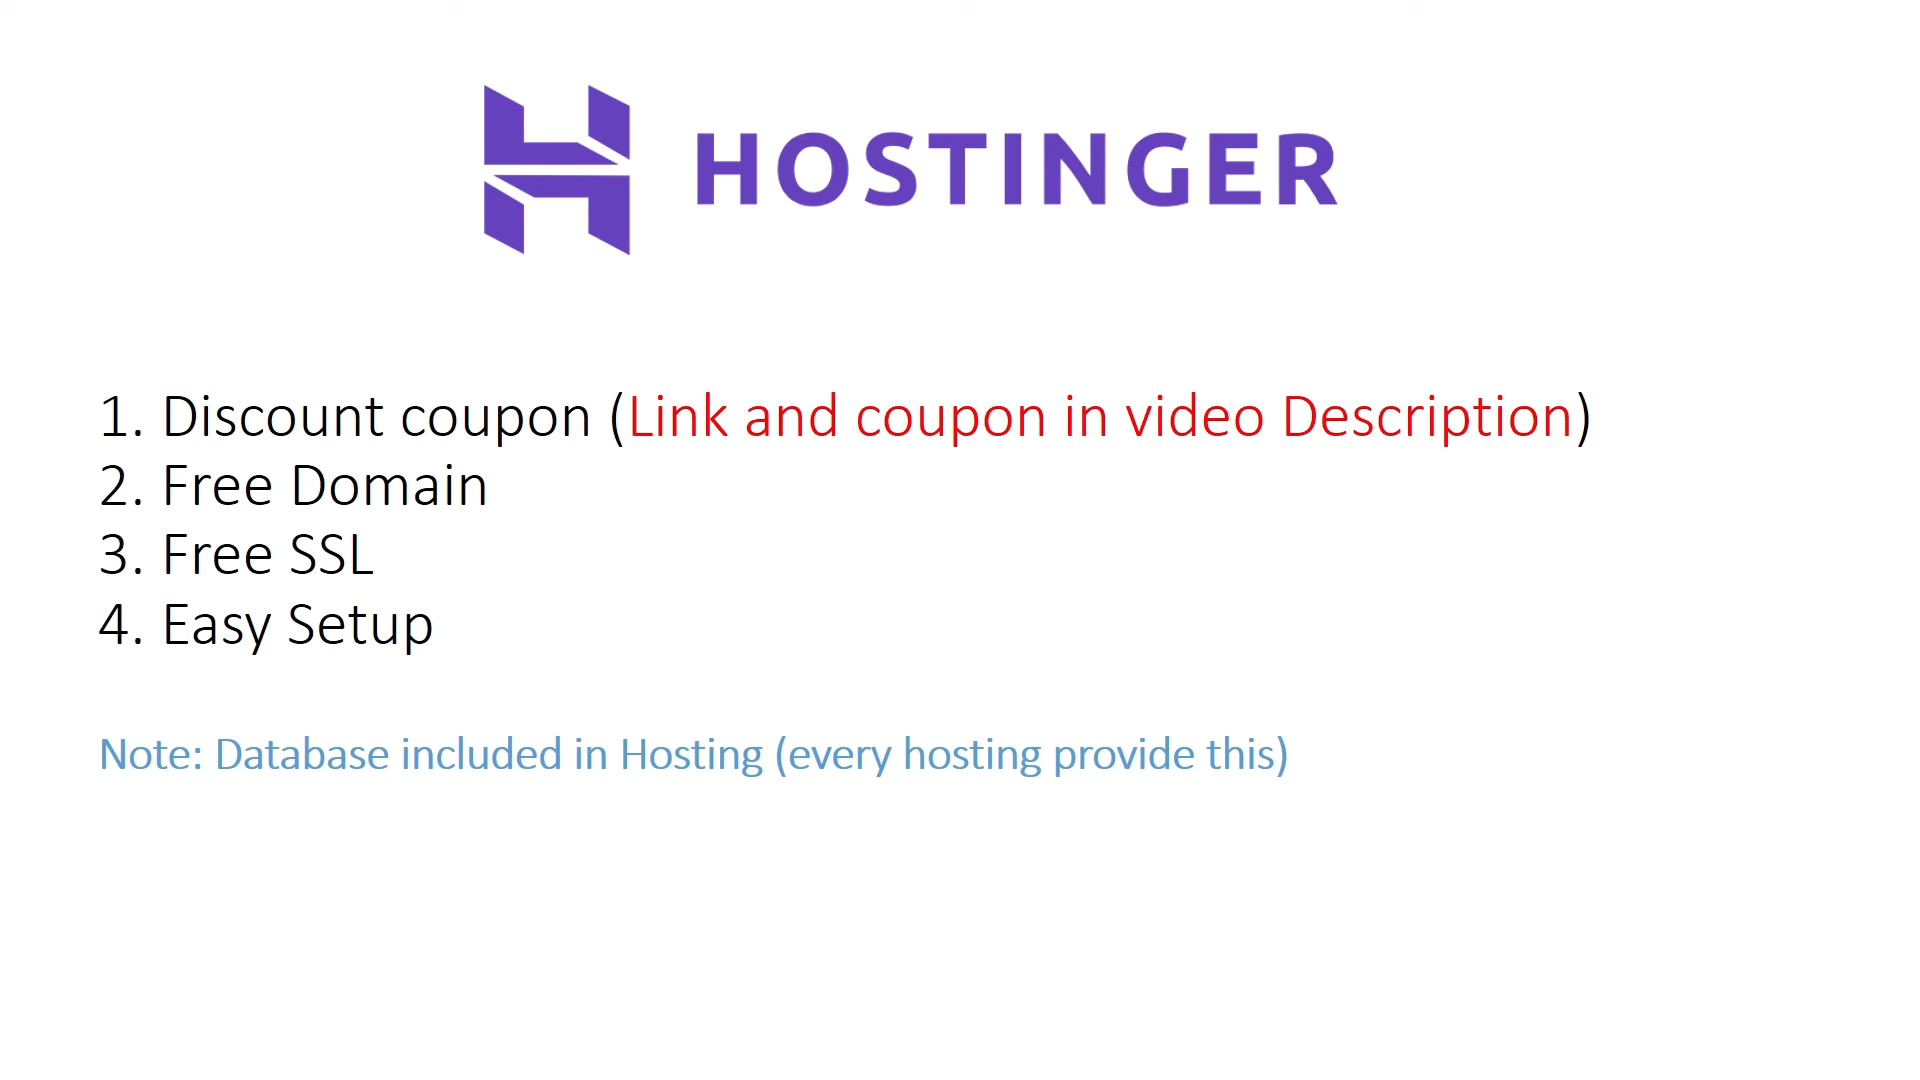 HOSTINGER
1. Discount coupon (Link and coupon in video Description)
2. Free Domain
3. Free SSL
4. Easy Setup
Note: Database included in Hosting (every hosting provide this)